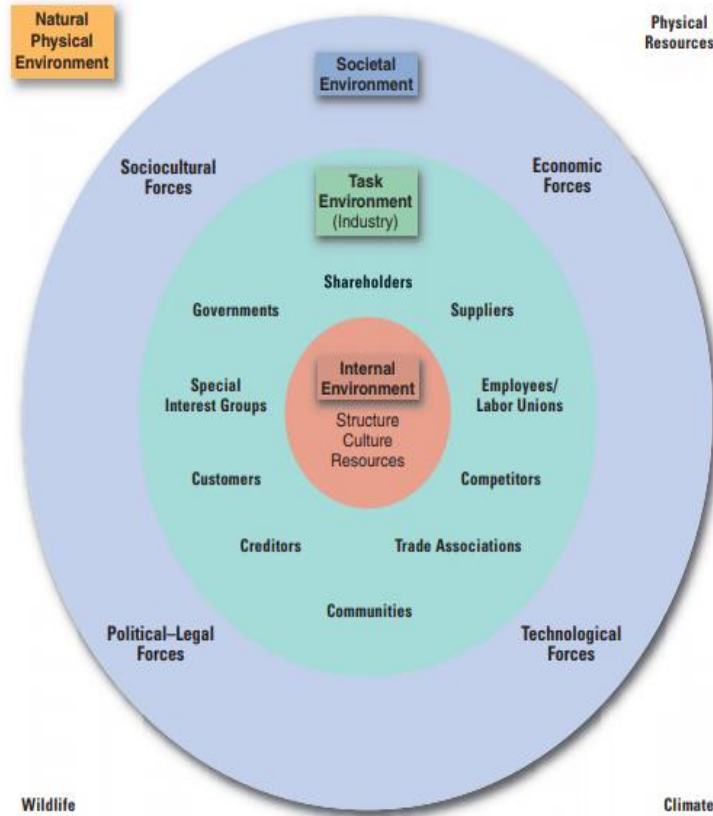 Natural
Physical
Environment
Physical
Resources
Societal
Environment
Sociocultural
Forces
Economic
Forces
Task
Environment
(Industry)
Shareholders
Governments
Suppliers
Internal
Environment
Structure
Culture
Resources
Special
Interest Groups
Employees/
Labor Unions
Customers
Competitors
Creditors
Trade Associations
Communities
Political–Legal
Forces
Technological
Forces
Wildlife
Climate